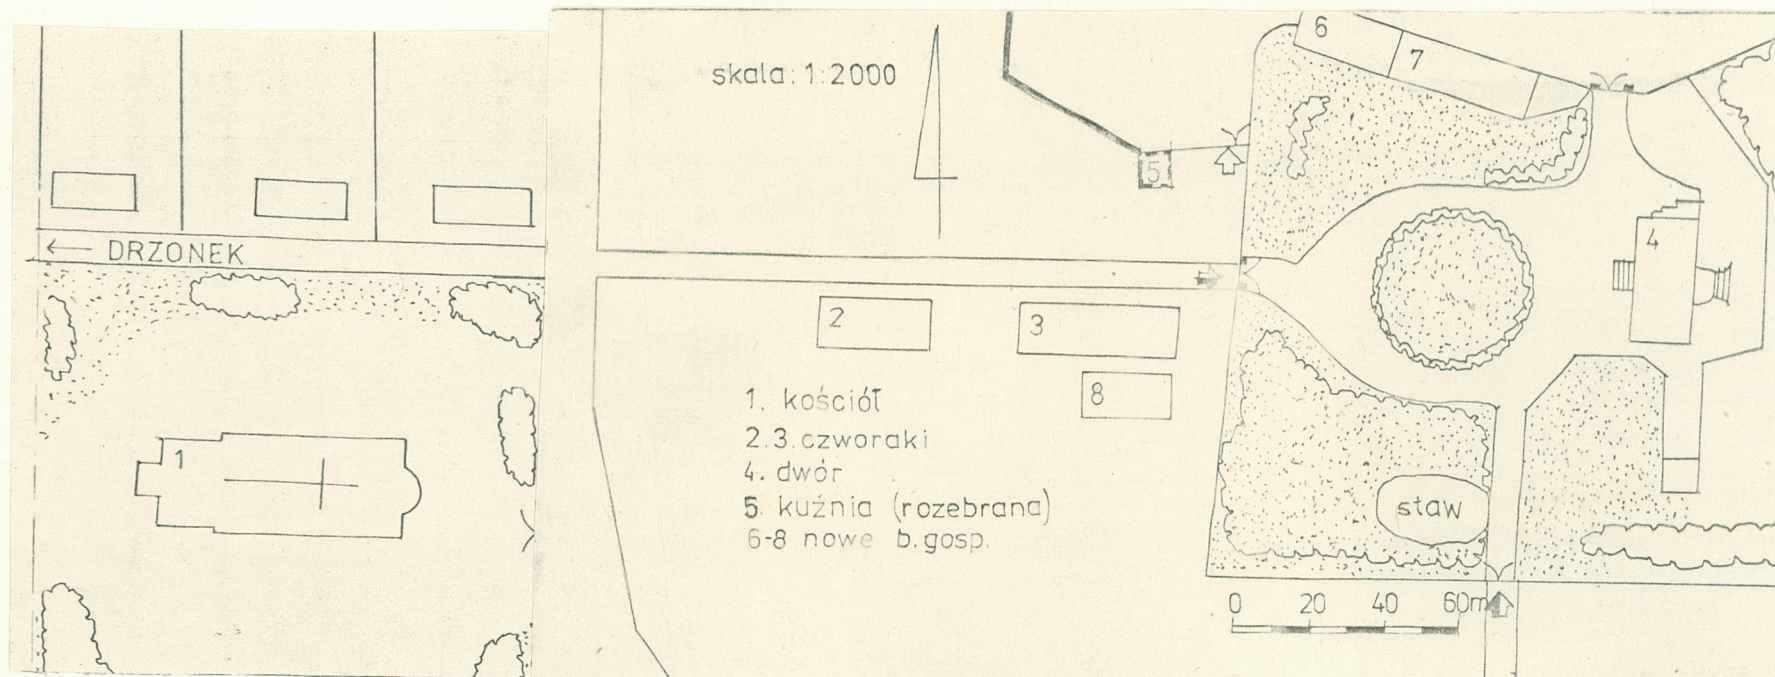 skala: 1:2000
6
7
5
4
← DRZONEK
2
3
8
1
1. kościół
2.3. czworaki
4. dwór
5. kuźnia (rozebrana)
6-8 nowe b.gosp.
staw
0 20 40 60m